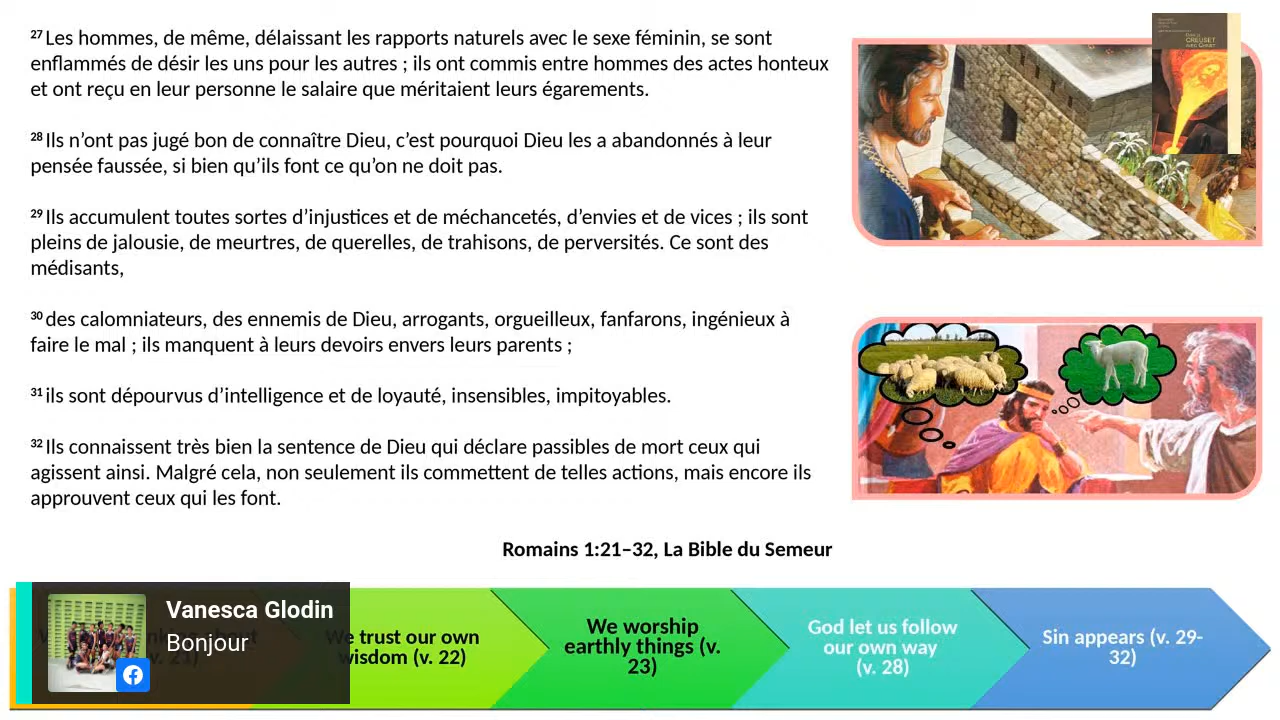 27 Les hommes, de même, délaissant les rapports naturels avec le sexe féminin, se sont
enflammés de désir les uns pour les autres ; ils ont commis entre hommes des actes honteux
et ont reçu en leur personne le salaire que méritaient leurs égarements.
28 Ils n’ont pas jugé bon de connaître Dieu, c’est pourquoi Dieu les a abandonnés à leur
pensée faussée, si bien qu’ils font ce qu’on ne doit pas.
29 Ils accumulent toutes sortes d’injustices et de méchancetés, d’envies et de vices ; ils sont
pleins de jalousie, de meurtres, de querelles, de trahisons, de perversités. Ce sont des
médisants,
30 des calomniateurs, des ennemis de Dieu, arrogants, orgueilleux, fanfarons, ingénieux à
faire le mal ; ils manquent à leurs devoirs envers leurs parents ;
31 ils sont dépourvus d’intelligence et de loyauté, insensibles, impitoyables.
32 Ils connaissent très bien la sentence de Dieu qui déclare passibles de mort ceux qui
agissent ainsi. Malgré cela, non seulement ils commettent de telles actions, mais encore ils
approuvent ceux qui les font.
Romains 1:21–32, La Bible du Semeur
CREUSET
AVEC CHRIST
Vanesca Glodin
Bonjour
We trust our own
wisdom (v. 22)
We worship
earthly things (v.
23)
God let us follow
our own way
(v. 28)
Sin appears (v. 29-
32)